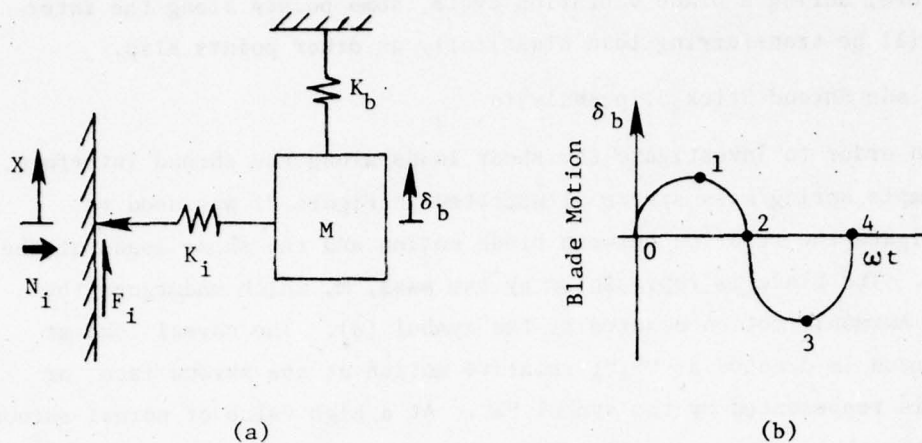 K_b
X
δ_b
M
K_i
N_i
F_i
(a)
δ_b
Blade Motion
1
2
4
0
ωt
3
(b)